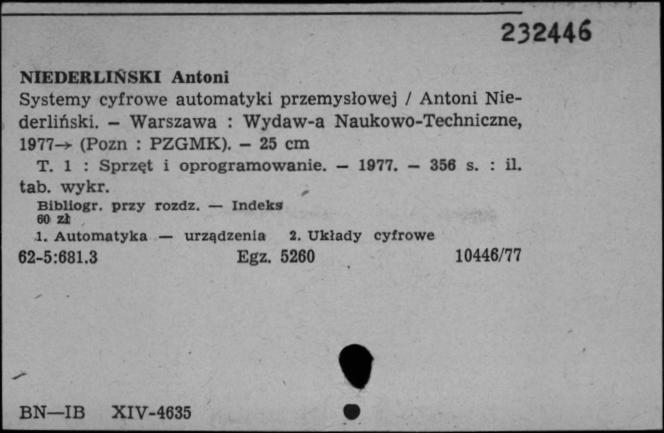 232446
NIEDERLIŃSKI Antoni
Systemy cyfrowe automatyki przemysłowej / Antoni Nie-
derliński. — Warszawa : Wydaw-a Naukowo-Techniczne,
1977→ (Pozn : PZGMK). — 25 cm
T. 1 : Sprzęt i oprogramowanie. — 1977. — 356 s. : il.
tab. wykr.
Bibliogr. przy rozdz. — Indeks
60 zł
1. Automatyka — urządzenia 2. Układy cyfrowe
62-5:681.3 Egz. 5260 10446/77
BN—IB XIV-4635